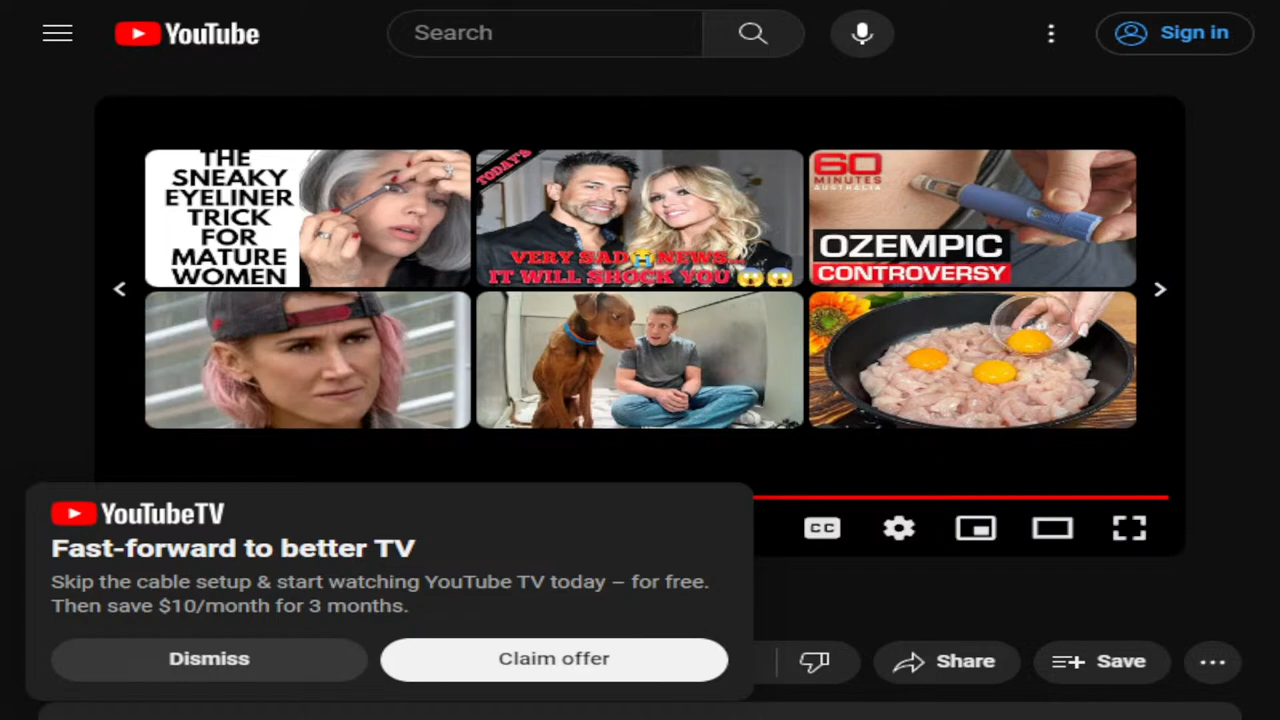 YouTube
Search
Sign in
THE
SNEAKY
EYELINER
TRICK
FOR
MATURE
WOMEN
TODAY'S
VERY SAD😭NEWS...
IT WILL SHOCK YOU 😱😱
60
MINUTES
AUSTRALIA
OZEMPIC
CONTROVERSY
YouTubeTV
Fast-forward to better TV
Skip the cable setup & start watching YouTube TV today – for free.
Then save $10/month for 3 months.
Dismiss
Claim offer
CC
Share
Save